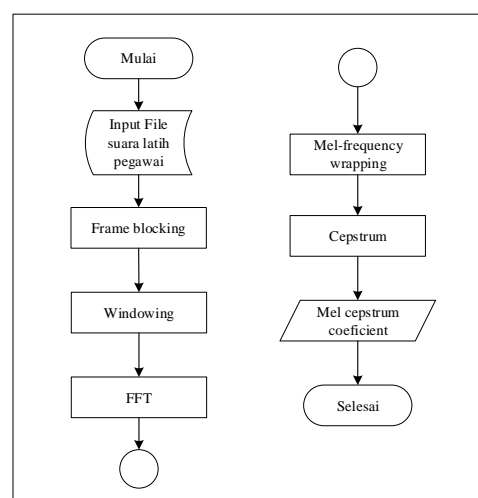 Mulai
Input File
suara latih
pegawai
Frame blocking
Windowing
FFT
Mel-frequency
wrapping
Cepstrum
Mel cepstrum
coeficient
Selesai